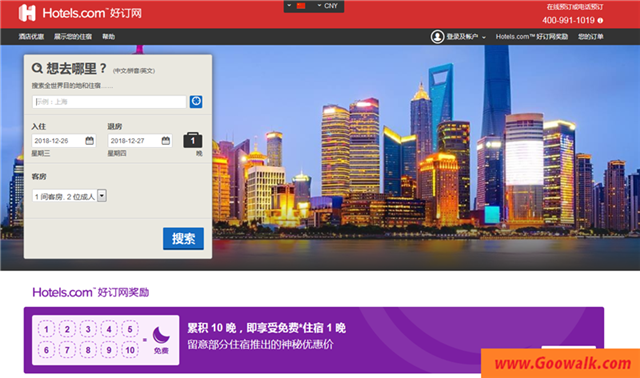 Hotels.com™ 好订网
CNY
在线预订或电话预订
400-991-1019
酒店优惠 展示您的住宿 帮助
登录及帐户 Hotels.com™ 好订网奖励 您的订单
想去哪里？ (中文/拼音/英文)
搜索全世界目的地和住宿......
示例：上海
入住 退房
2018-12-26 2018-12-27 1
星期三 星期四 晚
客房
1 间客房, 2 位成人
搜索
Hotels.com™ 好订网奖励
1 2 3 4 5
6 7 8 9 10
= 免费
累积 10 晚，即享受免费*住宿 1 晚
留意部分住宿推出的神秘优惠价
www.Goowalk.com